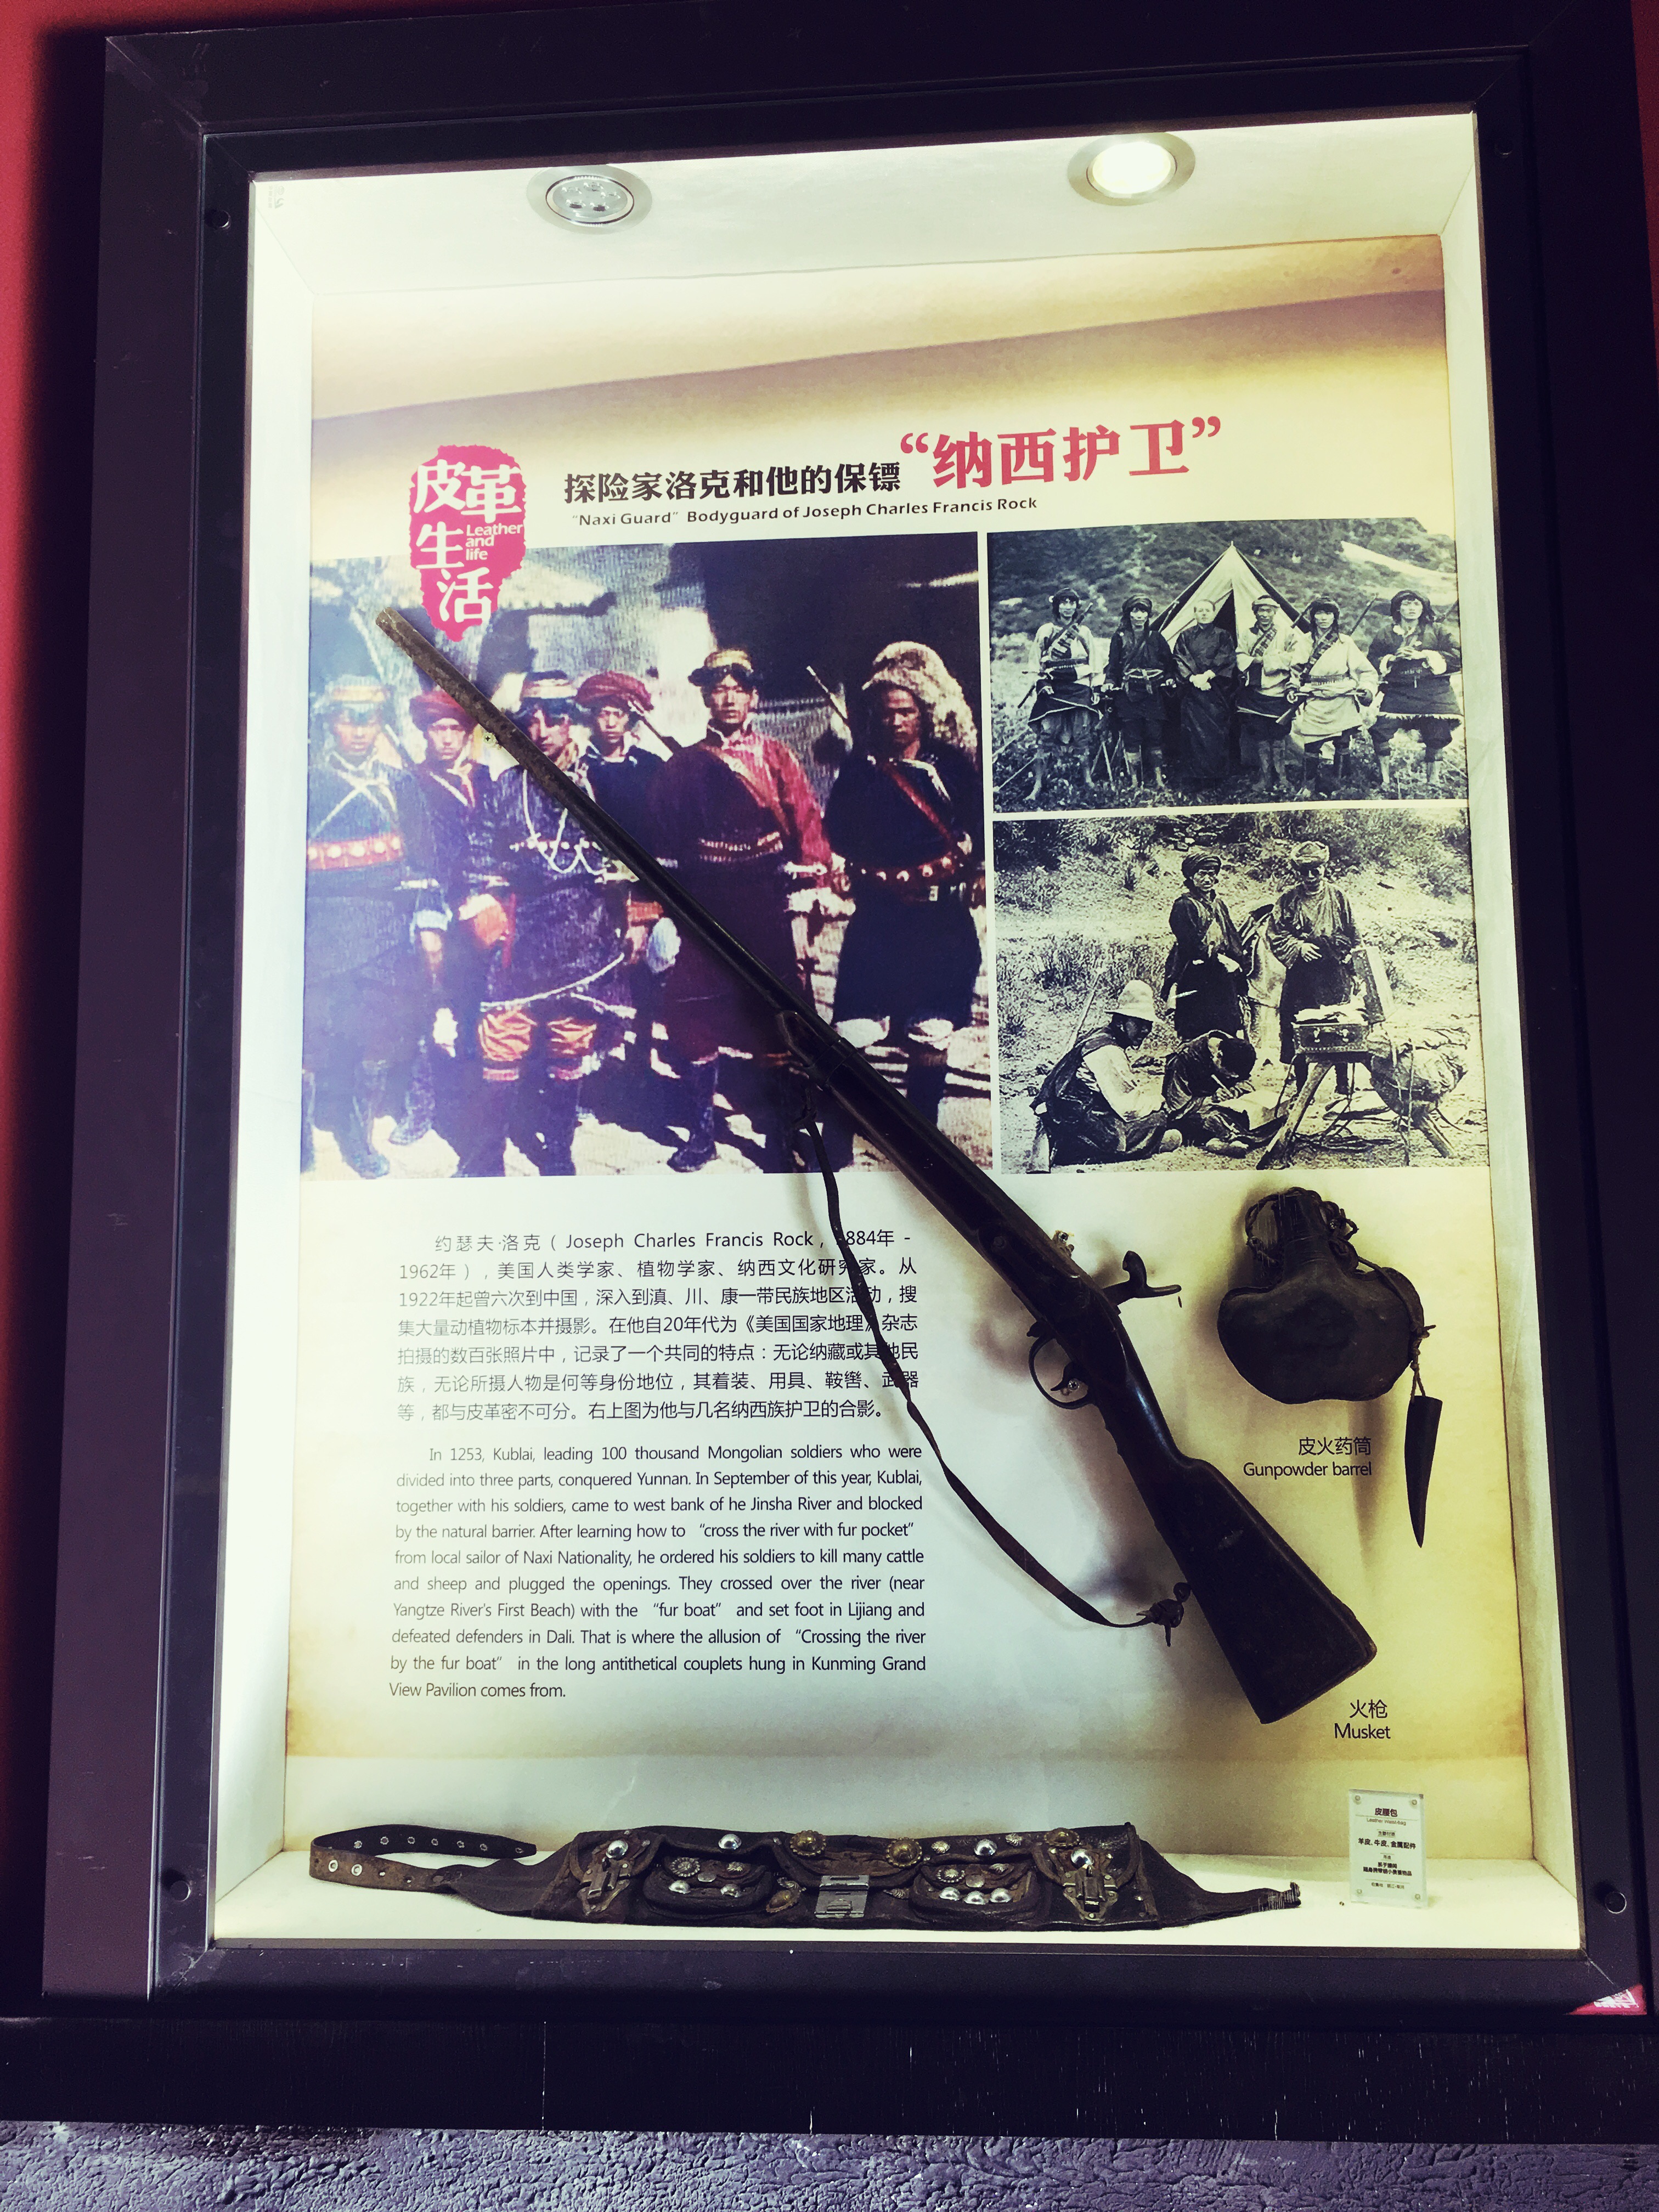 皮革
生
活
Leather
and
life
探险家洛克和他的保镖“纳西护卫”
“Naxi Guard” Bodyguard of Joseph Charles Francis Rock
约瑟夫·洛克（Joseph Charles Francis Rock，1884年-
1962年），美国人类学家、植物学家、纳西文化研究家。从
1922年起曾六次到中国，深入到滇、川、康一带民族地区活动，搜
集大量动植物标本并摄影。在他自20年代为《美国国家地理》杂志
拍摄的数百张照片中，记录了一个共同的特点：无论纳藏或其他民
族，无论所摄人物是何等身份地位，其着装、用具、鞍辔、武器
等，都与皮革密不可分。右上图为他与几名纳西族护卫的合影。
In 1253, Kublai, leading 100 thousand Mongolian soldiers who were
divided into three parts, conquered Yunnan. In September of this year, Kublai,
together with his soldiers, came to west bank of he Jinsha River and blocked
by the natural barrier. After learning how to “cross the river with fur pocket”
from local sailor of Naxi Nationality, he ordered his soldiers to kill many cattle
and sheep and plugged the openings. They crossed over the river (near
Yangtze River's First Beach) with the “fur boat” and set foot in Lijiang and
defeated defenders in Dali. That is where the allusion of “Crossing the river
by the fur boat” in the long antithetical couplets hung in Kunming Grand
View Pavilion comes from.
皮火药筒
Gunpowder barrel
火枪
Musket
皮腰包
羊皮、牛皮、金属配件